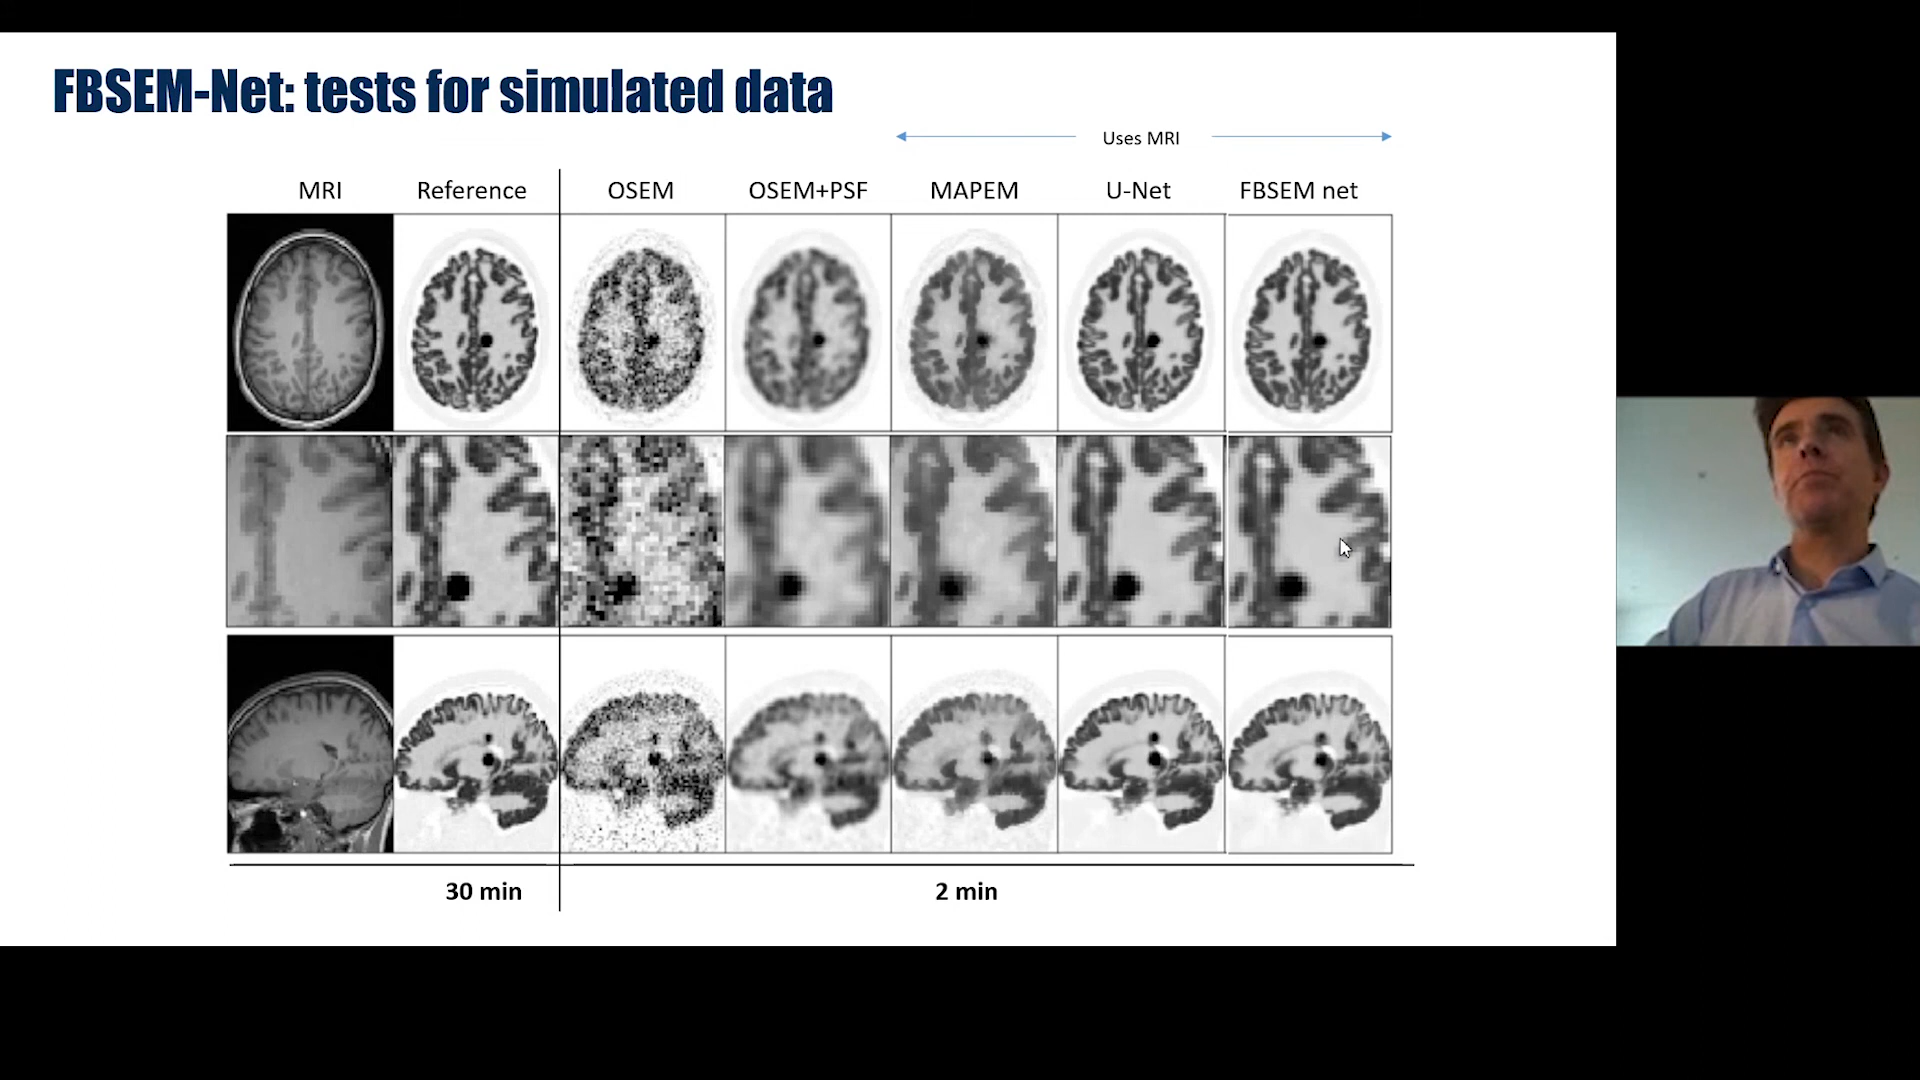 FBSEM-Net: tests for simulated data
Uses MRI
MRI Reference OSEM OSEM+PSF MAPEM U-Net FBSEM net
30 min 2 min